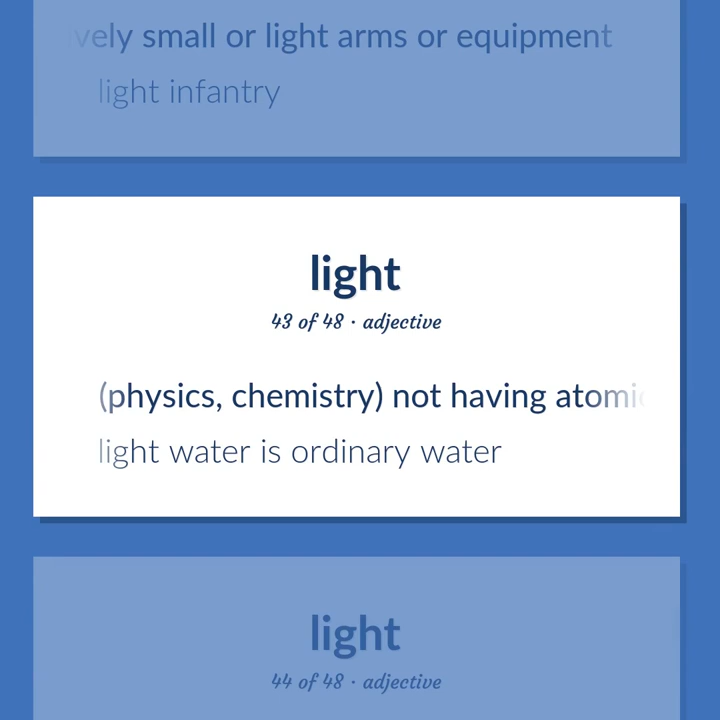 small or light arms or equipment
light infantry
light
43 of 48 · adjective
(physics, chemistry) not having atomic
light water is ordinary water
light
44 of 48 · adjective